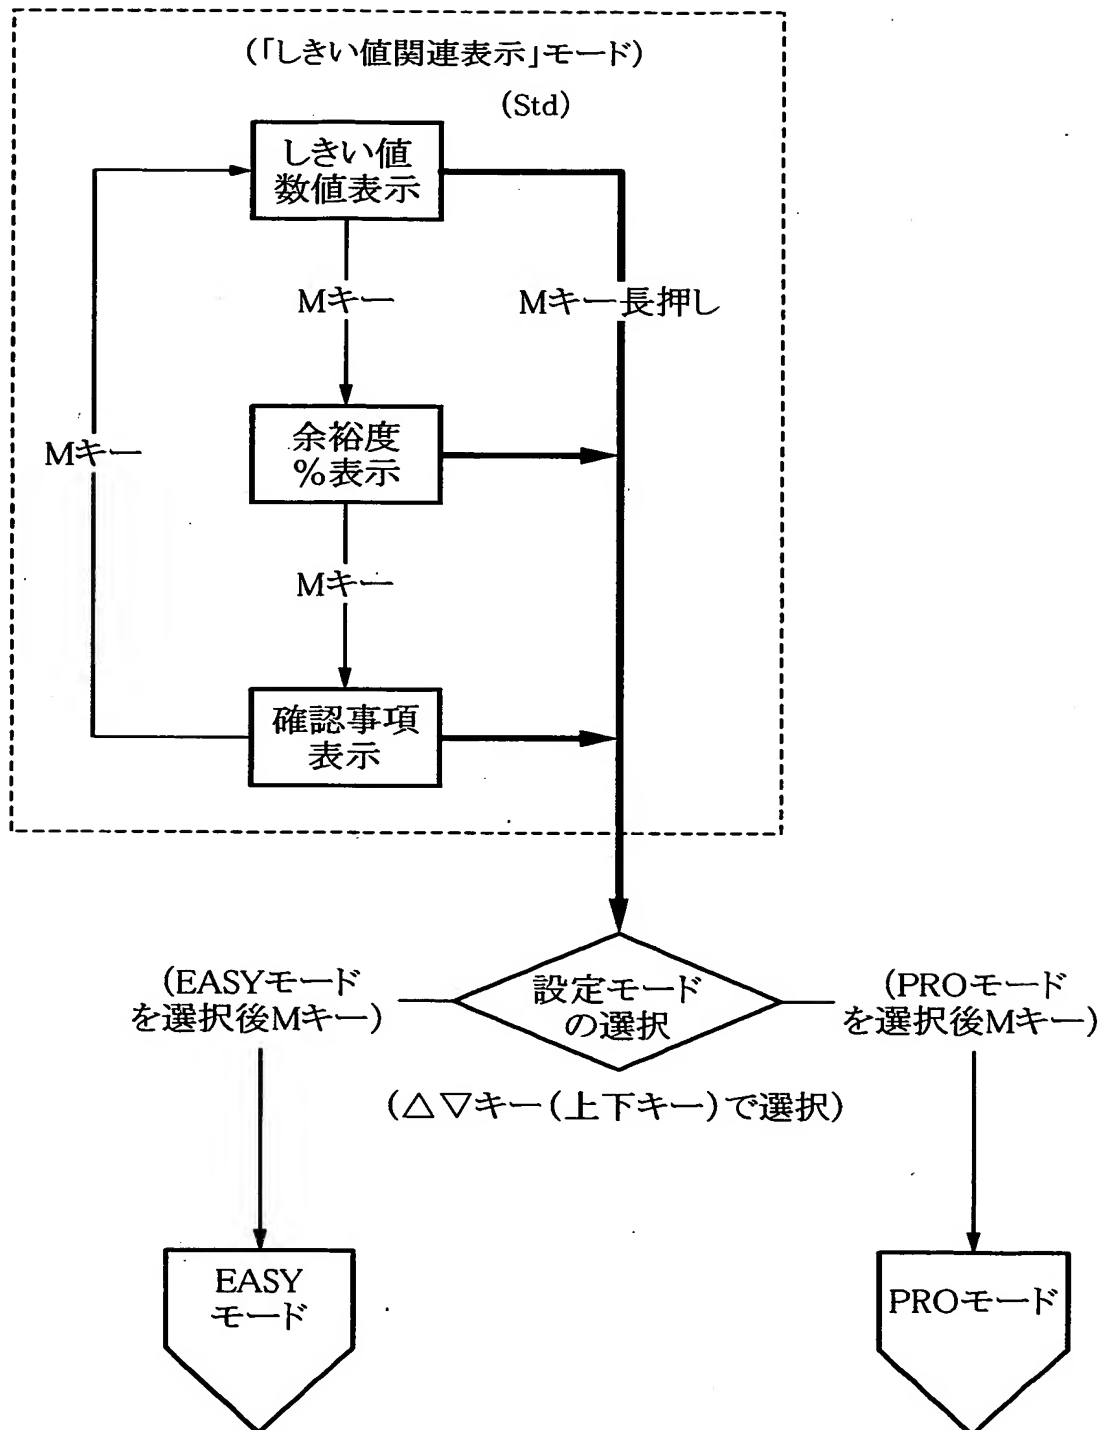 (「しきい値関連表示」モード)
(Std)
しきい値
数値表示
Mキー
Mキー長押し
Mキー
余裕度
%表示
Mキー
確認事項
表示
(EASYモード
を選択後Mキー)
設定モード
の選択
(PROモード
を選択後Mキー)
(△▽キー(上下キー)で選択)
EASY
モード
PROモード